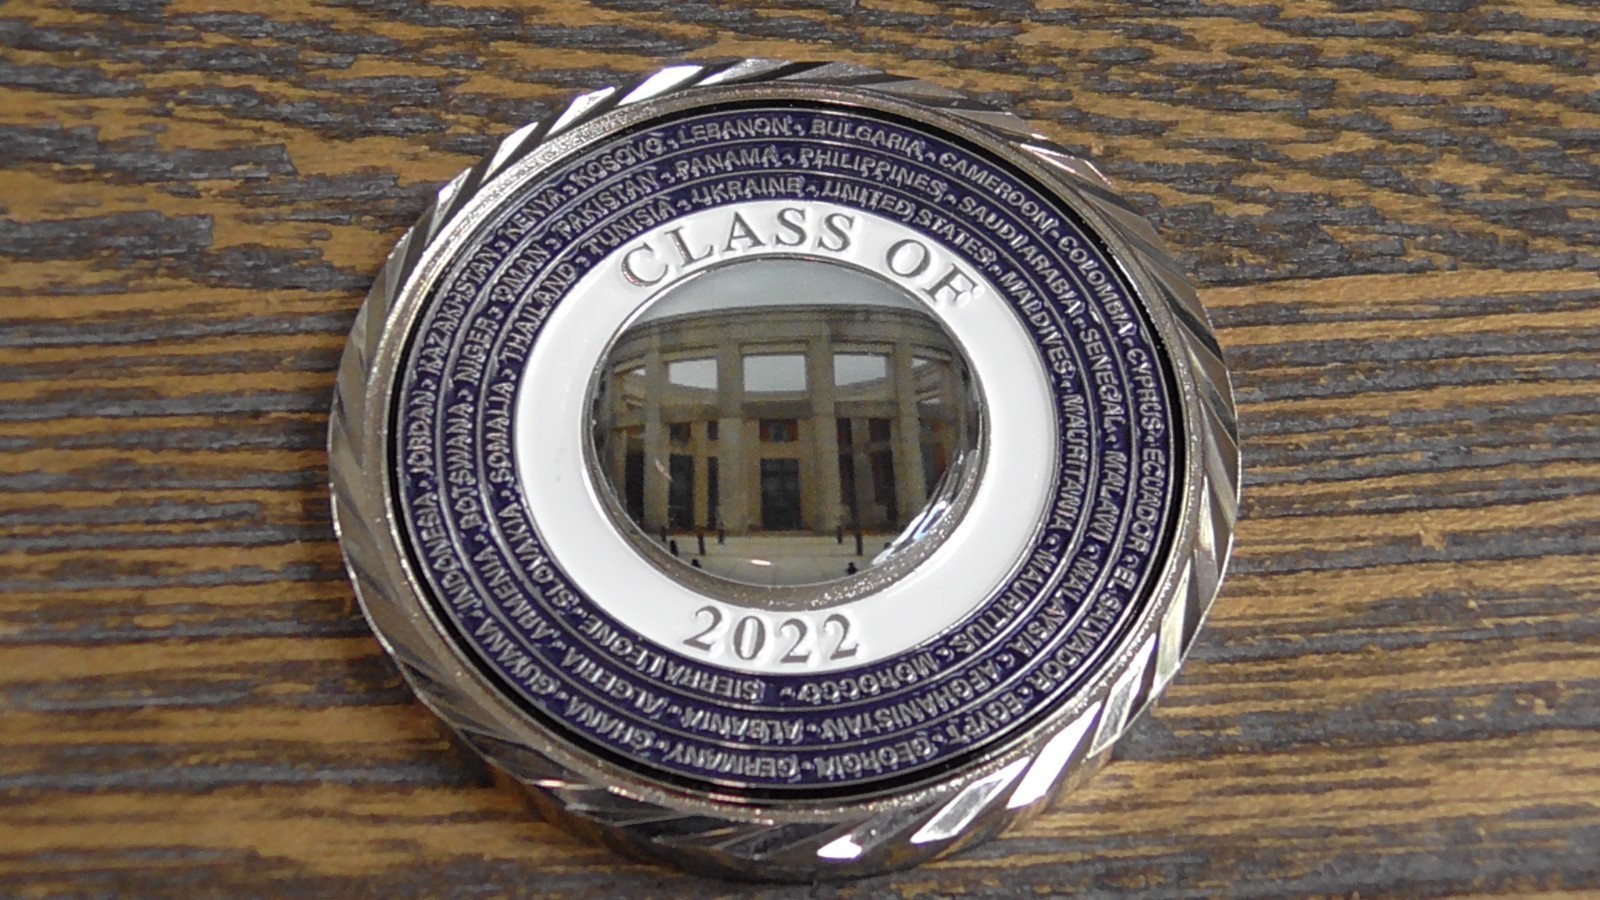 BULGARIA · CAMEROON · COLOMBIA · CYPRUS · ECUADOR · EL SALVADOR · EGYPT · GEORGIA · GERMANY · GHANA · GUYANA · INDONESIA · JORDAN · KAZAKHSTAN · KENYA · KOSOVO · LEBANON ·
AFGHANISTAN · ALBANIA · ALGERIA · ARMENIA · BOTSWANA · NIGER · OMAN · PAKISTAN · PANAMA · PHILIPPINES · SAUDI ARABIA · SENEGAL · MALAWI · MALAYSIA ·
SIERRA LEONE · SLOVAKIA · SOMALIA · THAILAND · TUNISIA · UKRAINE · UNITED STATES · MALDIVES · MAURITANIA · MAURITIUS · MOROCCO ·
CLASS OF
2022